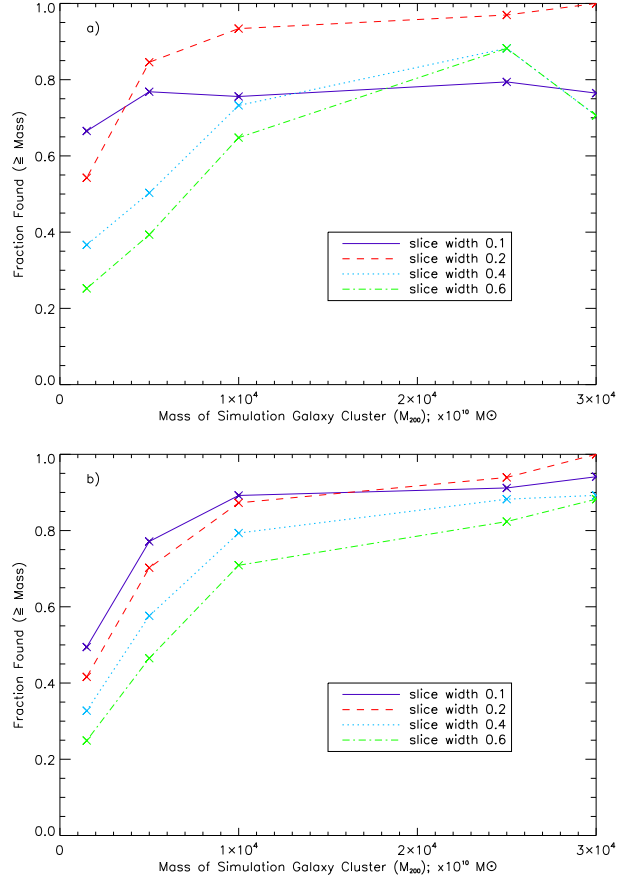 a)
1.0
0.8
0.6
0.4
0.2
0.0
Fraction Found (≥ Mass)
slice width 0.1
slice width 0.2
slice width 0.4
slice width 0.6
0 1×10⁴ 2×10⁴ 3×10⁴
Mass of Simulation Galaxy Cluster (M₂₀₀); ×10¹⁰ M⊙
b)
1.0
0.8
0.6
0.4
0.2
0.0
Fraction Found (≥ Mass)
slice width 0.1
slice width 0.2
slice width 0.4
slice width 0.6
0 1×10⁴ 2×10⁴ 3×10⁴
Mass of Simulation Galaxy Cluster (M₂₀₀); ×10¹⁰ M⊙